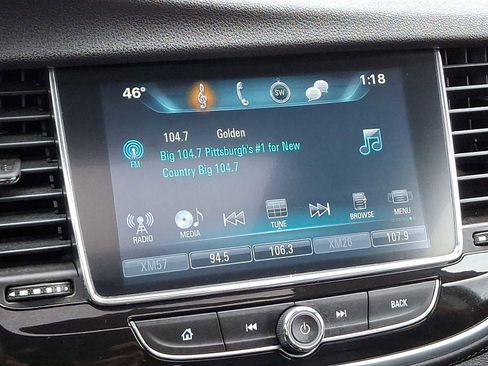 46° SW 1:18
104.7 Golden
FM Big 104.7 Pittsburgh's #1 for New
Country Big 104.7
RADIO MEDIA TUNE BROWSE MENU
XM57 94.5 106.3 XM26 107.9
BACK